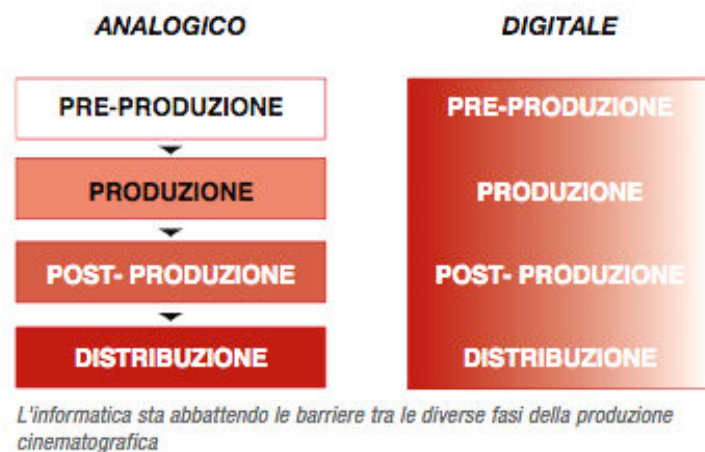 ANALOGICO
PRE-PRODUZIONE
PRODUZIONE
POST- PRODUZIONE
DISTRIBUZIONE
DIGITALE
PRE-PRODUZIONE
PRODUZIONE
POST- PRODUZIONE
DISTRIBUZIONE
L'informatica sta abbattendo le barriere tra le diverse fasi della produzione
cinematografica